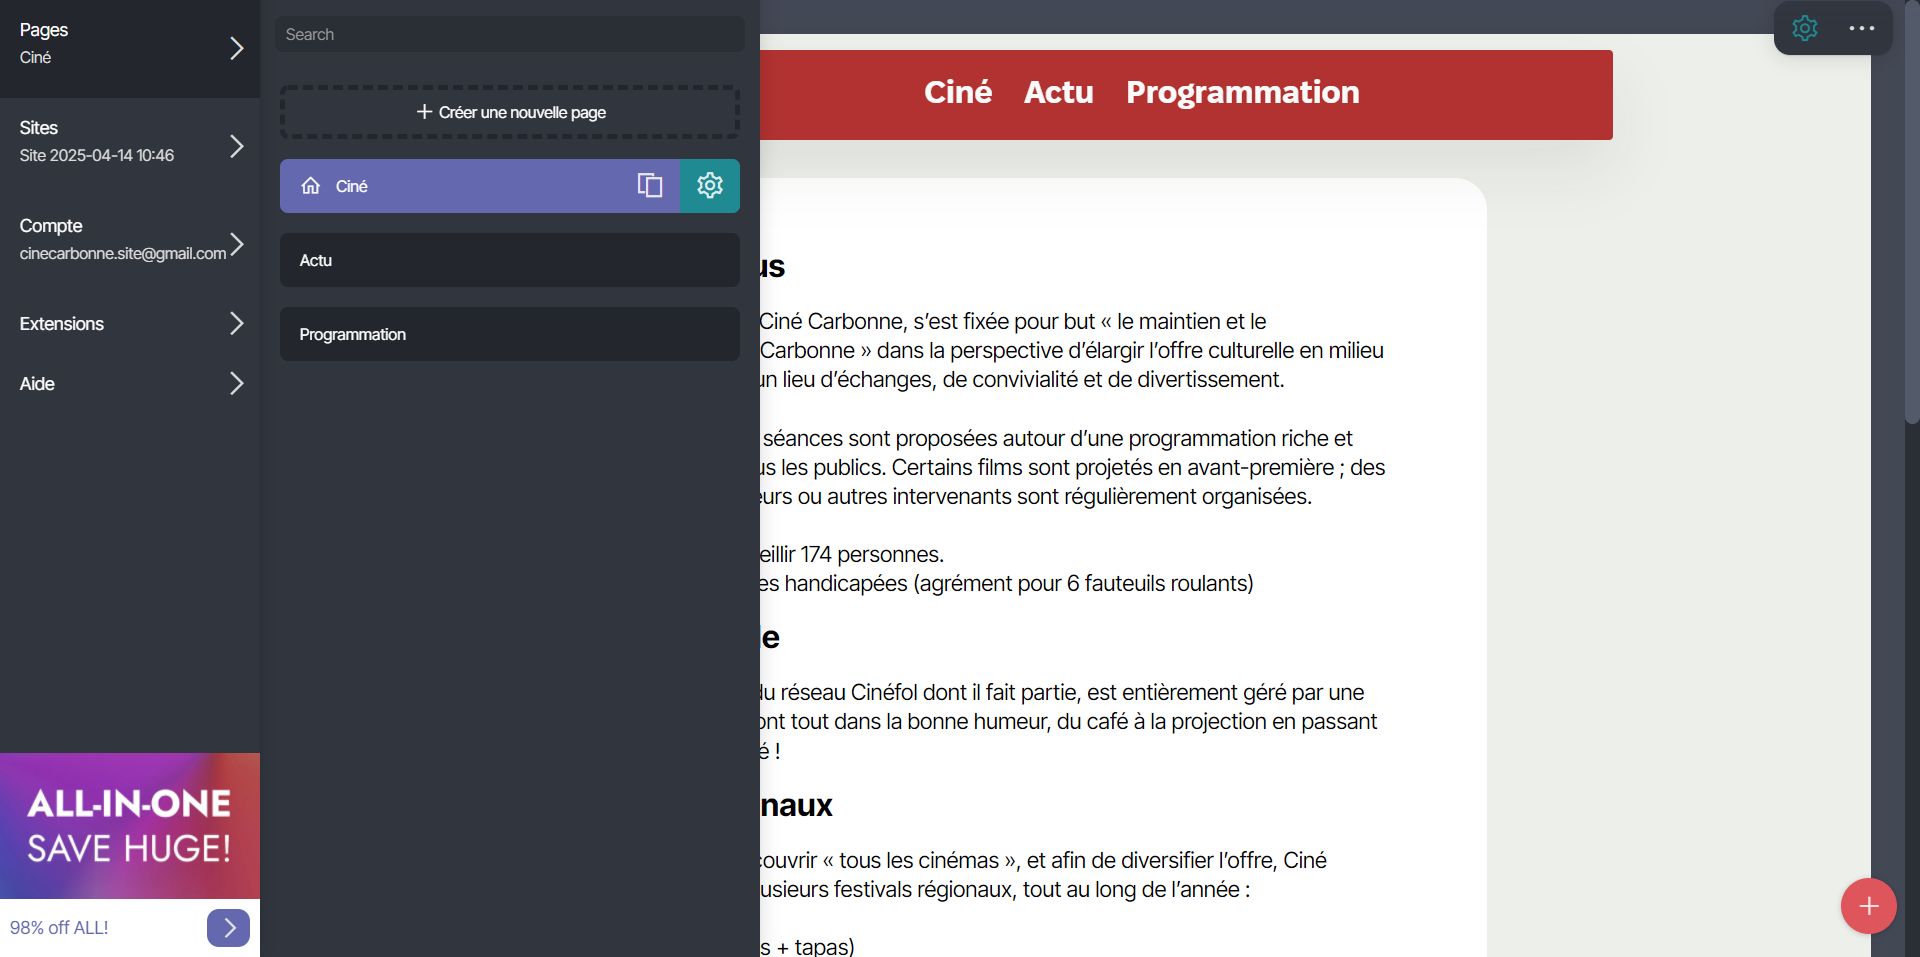 Pages
Ciné
Sites
Site 2025-04-14 10:46
Compte
cinecarbonne.site@gmail.com
Extensions
Aide
ALL-IN-ONE
SAVE HUGE!
98% off ALL!
Search
+ Créer une nouvelle page
Ciné
Actu
Programmation
Ciné Actu Programmation
us
Ciné Carbonne, s’est fixée pour but « le maintien et le
Carbonne » dans la perspective d’élargir l’offre culturelle en milieu
un lieu d’échanges, de convivialité et de divertissement.
séances sont proposées autour d’une programmation riche et
us les publics. Certains films sont projetés en avant-première ; des
eurs ou autres intervenants sont régulièrement organisées.
eillir 174 personnes.
es handicapées (agrément pour 6 fauteuils roulants)
le
du réseau Cinéfol dont il fait partie, est entièrement géré par une
ont tout dans la bonne humeur, du café à la projection en passant
é !
naux
couvrir « tous les cinémas », et afin de diversifier l’offre, Ciné
usieurs festivals régionaux, tout au long de l’année :
s + tapas)